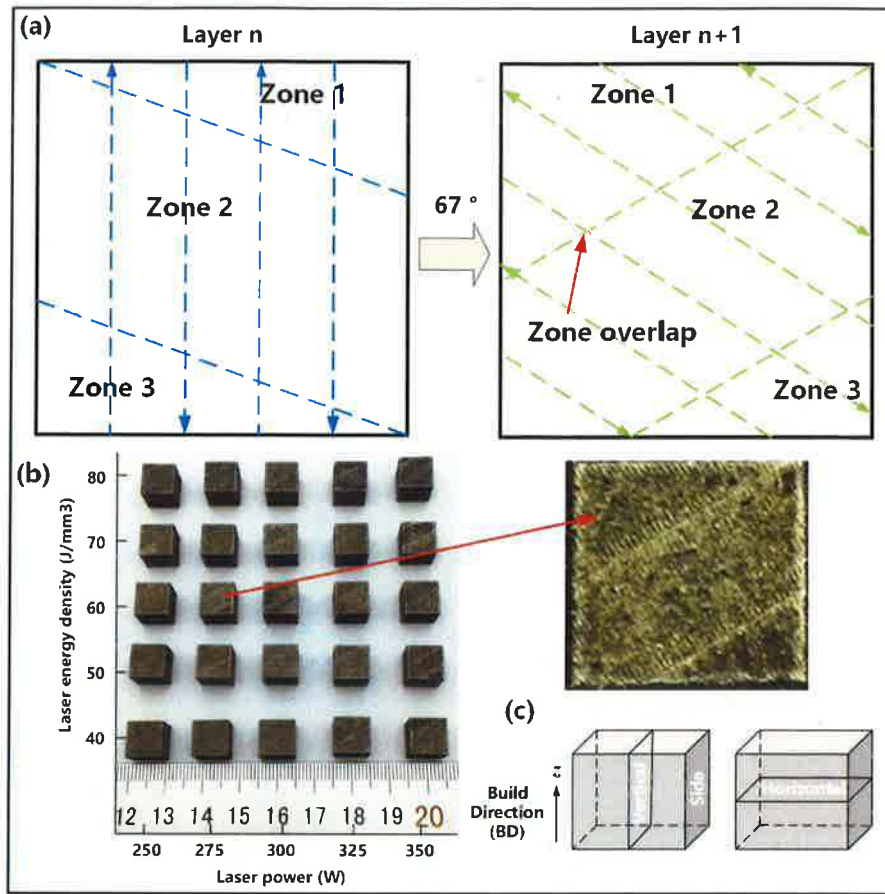 (a)
Layer n
Layer n+1
Zone 1
Zone 2
Zone 3
67 °
Zone 1
Zone 2
Zone overlap
Zone 3
(b)
Laser energy density (J/mm3)
80
70
60
50
40
12 13 14 15 16 17 18 19 20
250 275 300 325 350
Laser power (W)
(c)
Build
Direction
(BD)
z
Vertical
Side
Horizontal